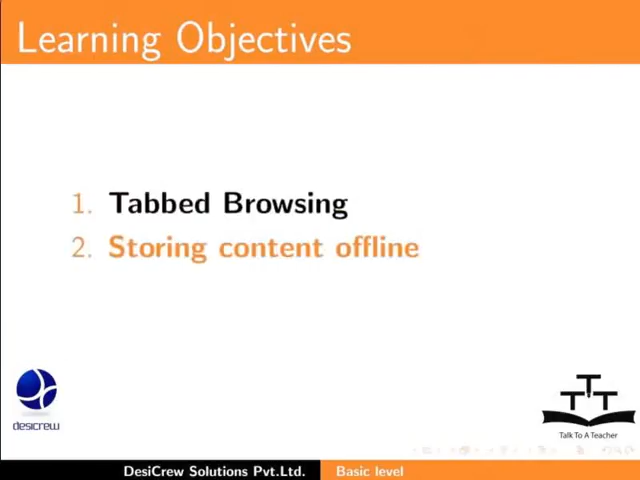 Learning Objectives
1. Tabbed Browsing
2. Storing content offline
desicrew
TTT
Talk To A Teacher
DesiCrew Solutions Pvt.Ltd. Basic level